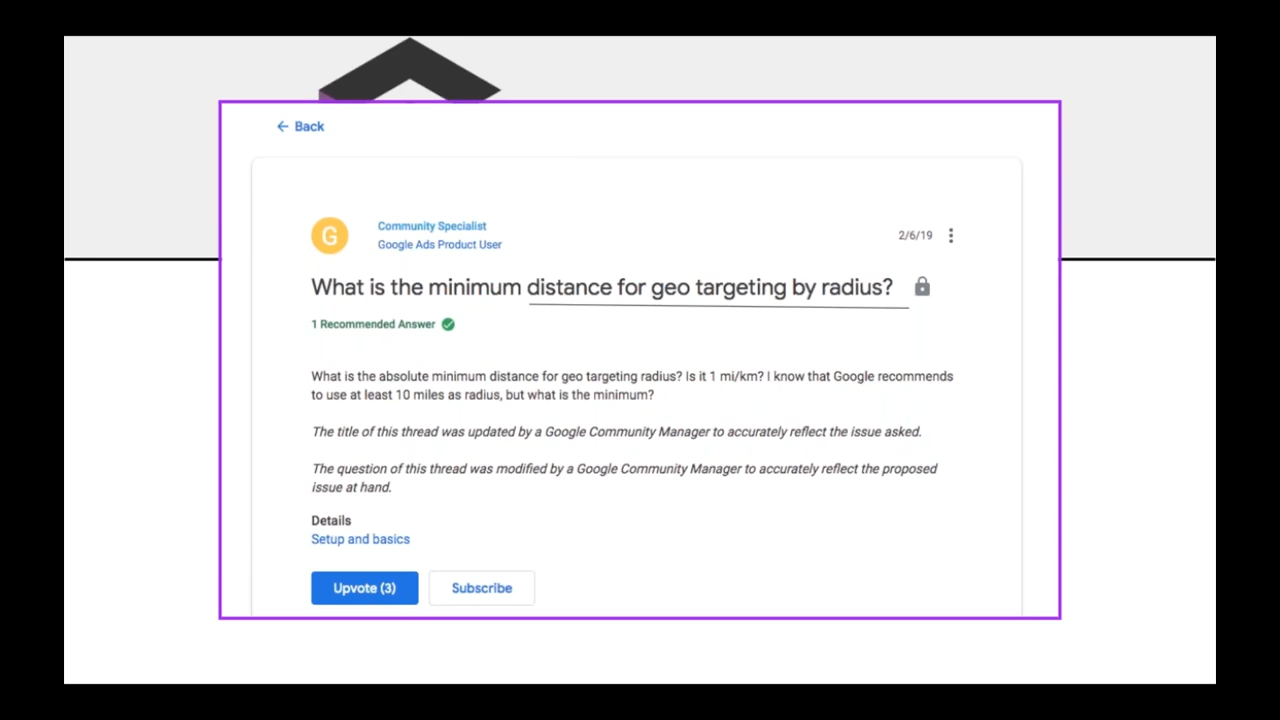 Back
G
Community Specialist
Google Ads Product User
2/6/19
What is the minimum distance for geo targeting by radius?
1 Recommended Answer
What is the absolute minimum distance for geo targeting radius? Is it 1 mi/km? I know that Google recommends
to use at least 10 miles as radius, but what is the minimum?
The title of this thread was updated by a Google Community Manager to accurately reflect the issue asked.
The question of this thread was modified by a Google Community Manager to accurately reflect the proposed
issue at hand.
Details
Setup and basics
Upvote (3)
Subscribe